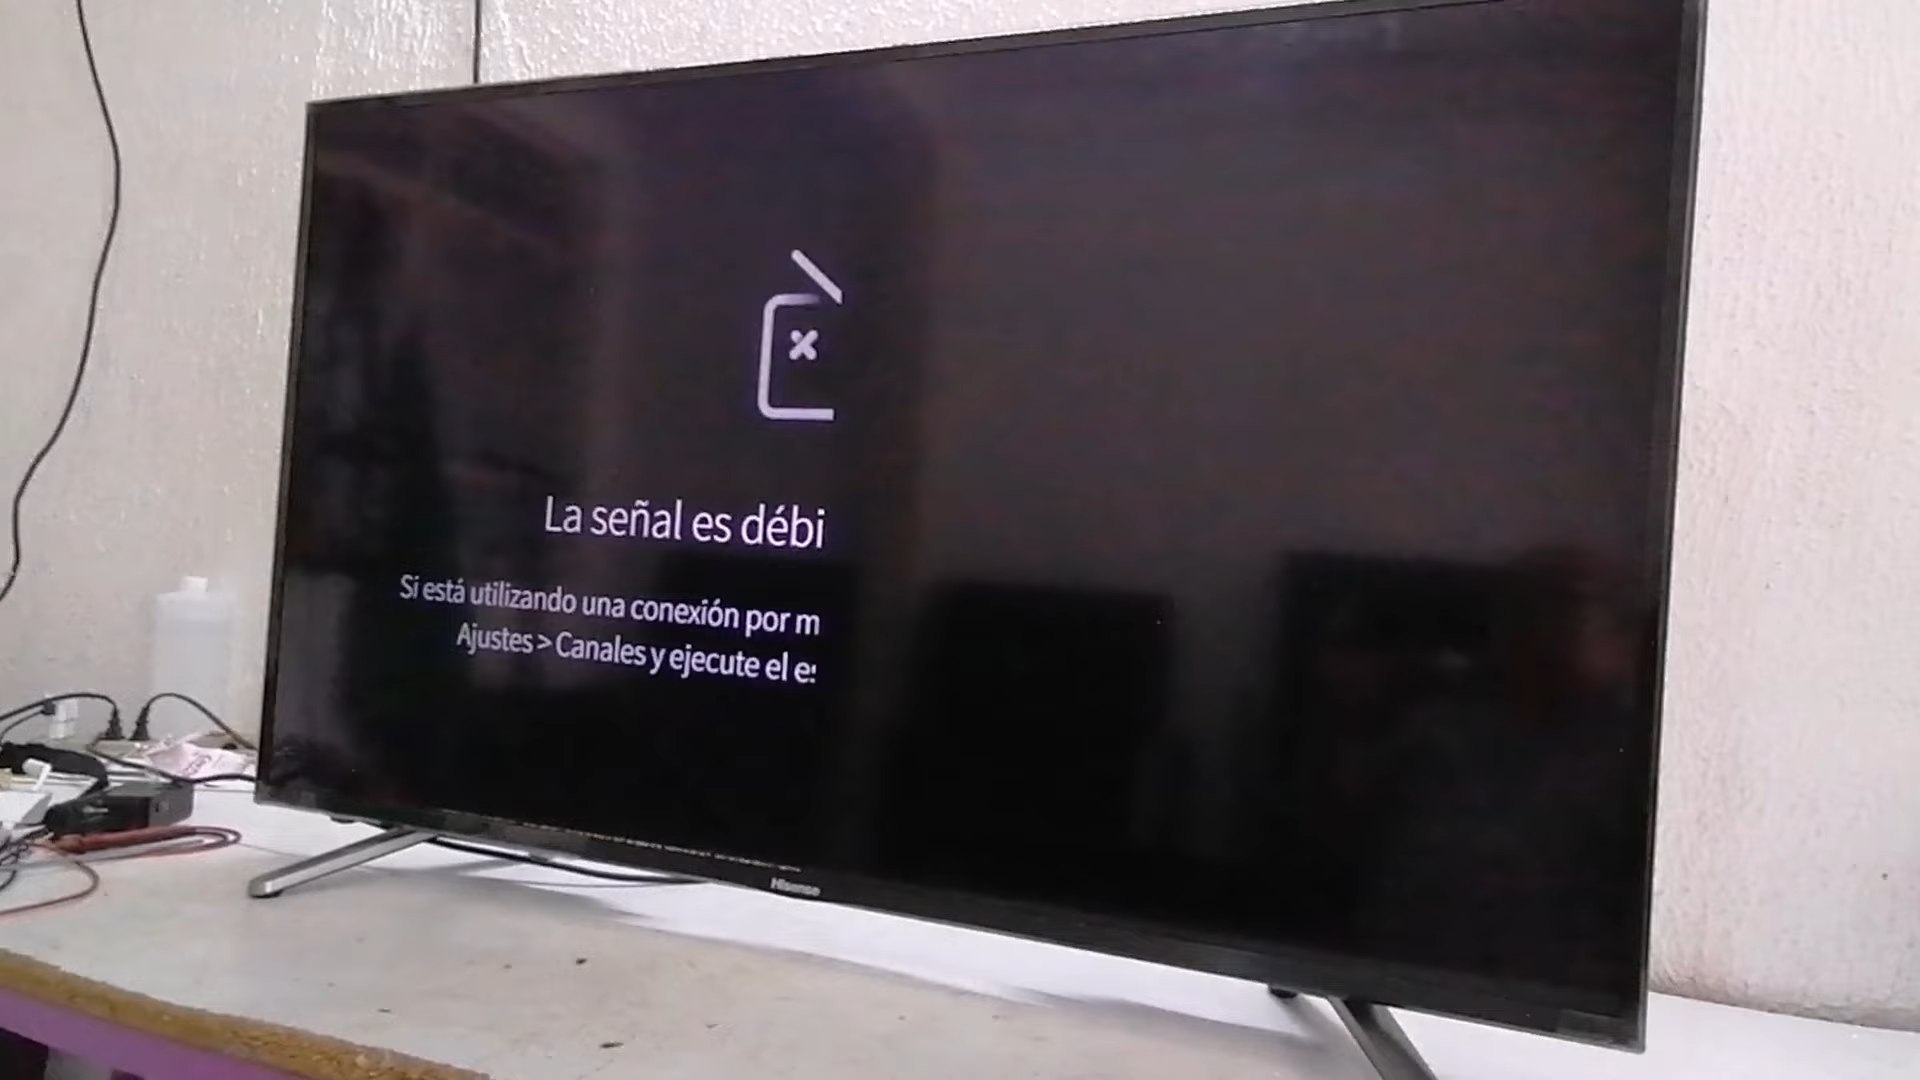 La señal es débi
Si está utilizando una conexión por m
Ajustes > Canales y ejecute el e
Hisense